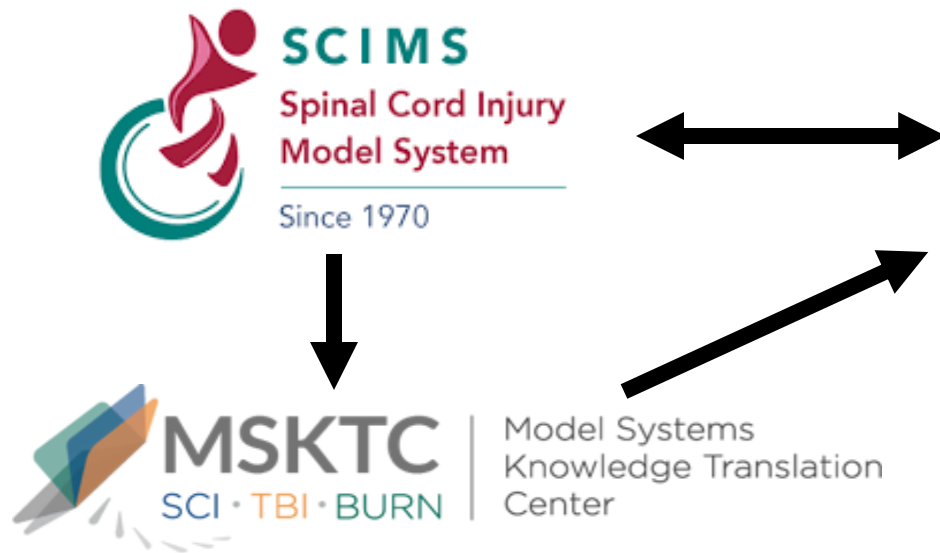 SCIMS
Spinal Cord Injury
Model System
Since 1970
MSKTC
SCI · TBI · BURN
Model Systems
Knowledge Translation
Center